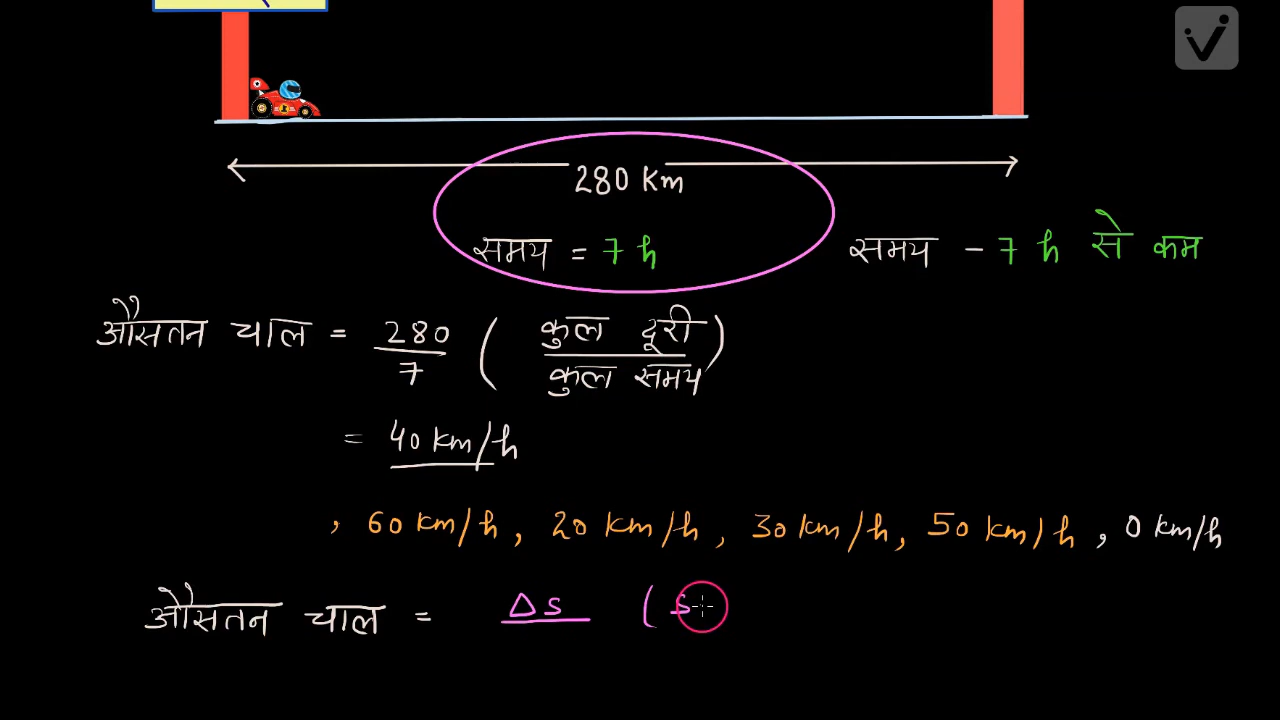 280 Km
समय = 7 h समय - 7 h से कम
औसतन चाल = 280/7 (कुल दूरी/कुल समय)
= 40 km/h
, 60 km/h, 20 km/h, 30 km/h, 50 km/h, 0 km/h
औसतन चाल = Δs (s